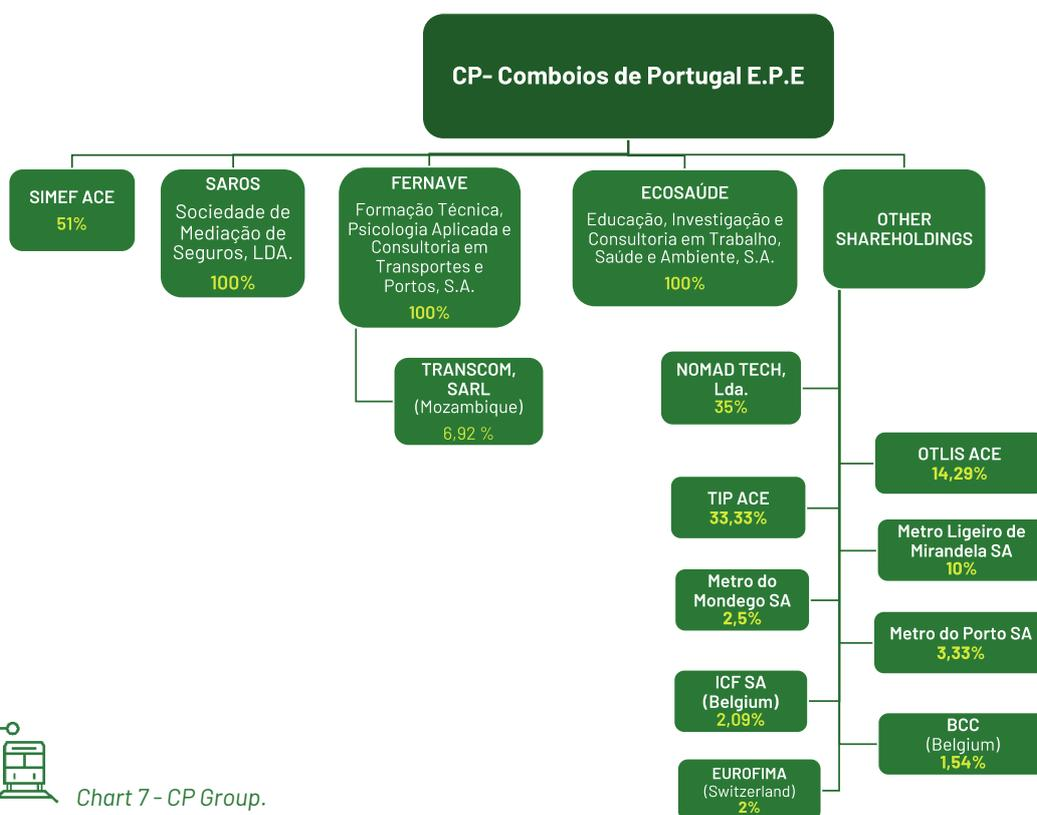 CP- Comboios de Portugal E.P.E
SIMEF ACE
51%
SAROS
Sociedade de
Mediação de
Seguros, LDA.
100%
FERNAVE
Formação Técnica,
Psicologia Aplicada e
Consultoria em
Transportes e
Portos, S.A.
100%
ECOSAÚDE
Educação, Investigação e
Consultoria em Trabalho,
Saúde e Ambiente, S.A.
100%
OTHER
SHAREHOLDINGS
TRANSCOM,
SARL
(Mozambique)
6,92 %
NOMAD TECH,
Lda.
35%
OTLIS ACE
14,29%
TIP ACE
33,33%
Metro Ligeiro de
Mirandela SA
10%
Metro do
Mondego SA
2,5%
Metro do Porto SA
3,33%
ICF SA
(Belgium)
2,09%
BCC
(Belgium)
1,54%
EUROFIMA
(Switzerland)
2%
Chart 7 - CP Group.